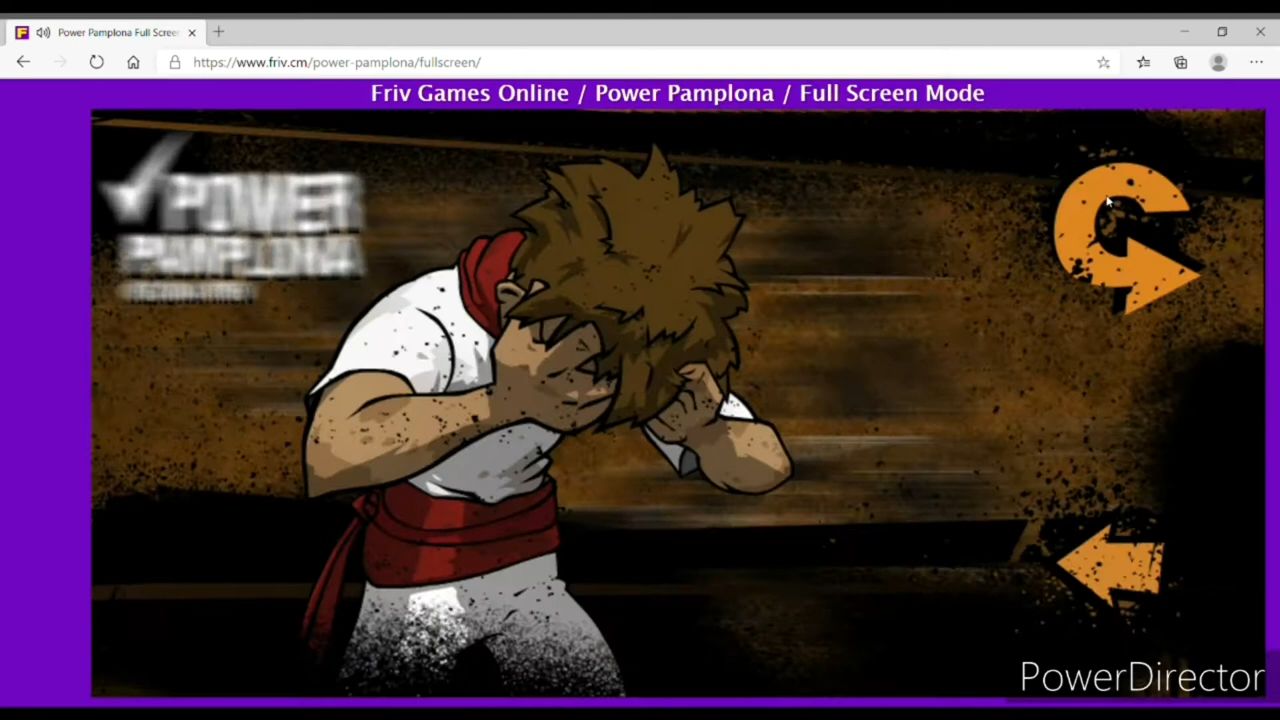 Power Pamplona Full Scree
https://www.friv.cm/power-pamplona/fullscreen/
Friv Games Online / Power Pamplona / Full Screen Mode
POWER
PAMPLONA
PowerDirector